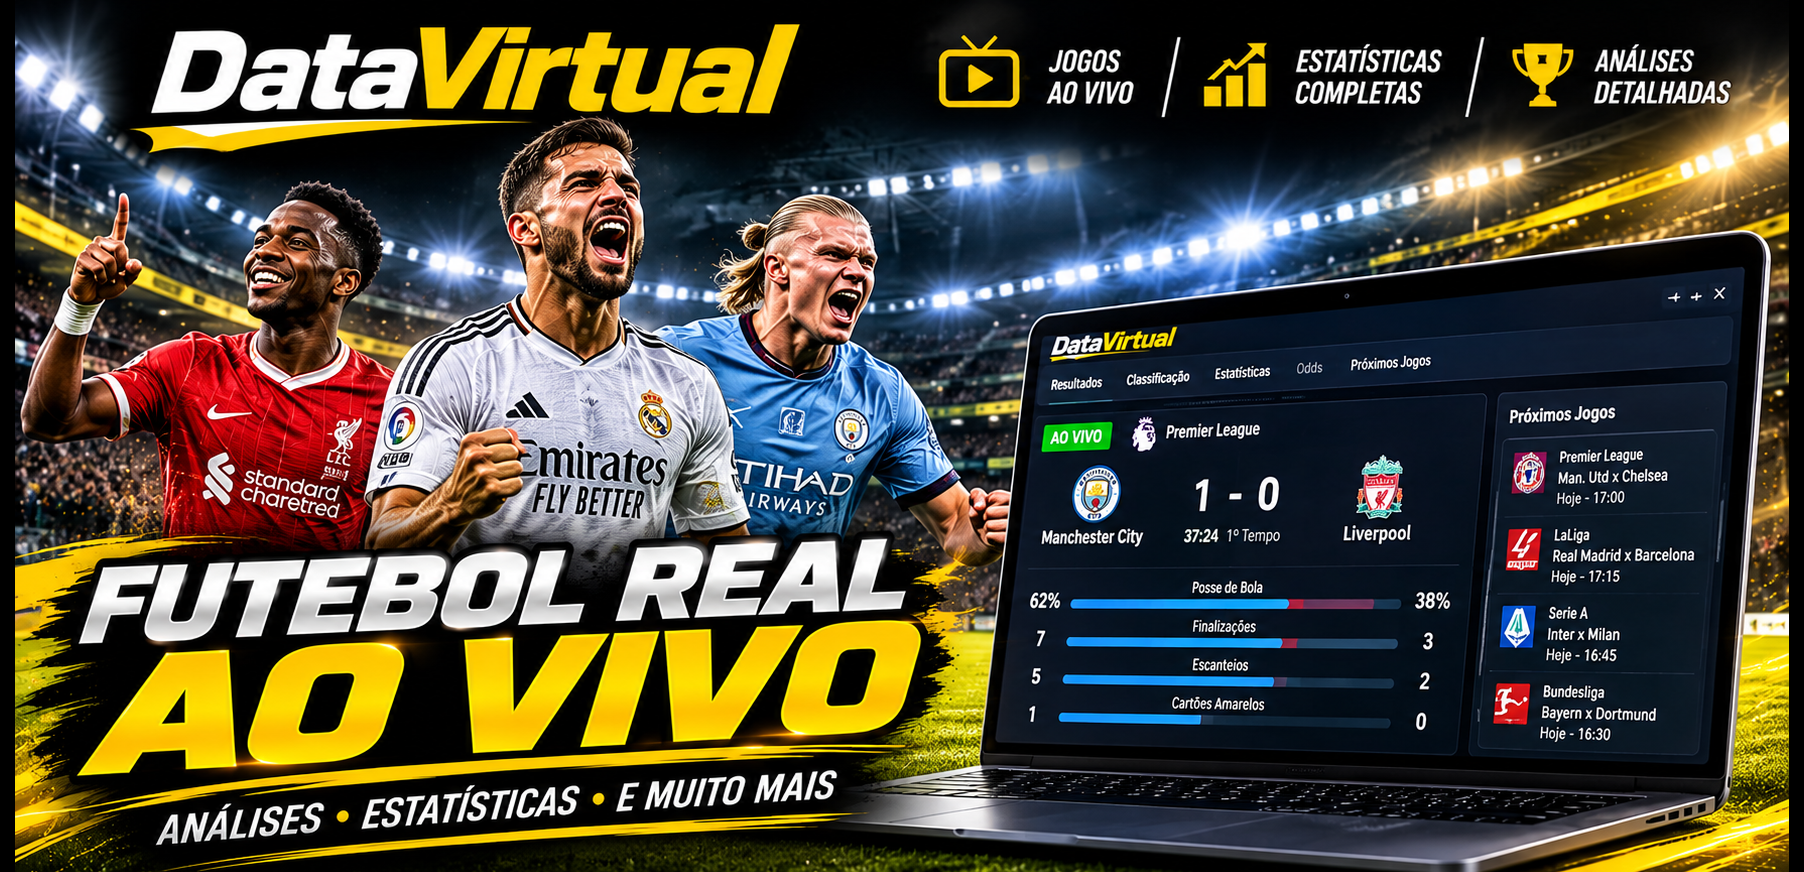 DataVirtual
JOGOS
AO VIVO
ESTATÍSTICAS
COMPLETAS
ANÁLISES
DETALHADAS
standard
charetred
Emirates
FLY BETTER
ETIHAD
AIRWAYS
L.F.C
FUTEBOL REAL
AO VIVO
ANÁLISES • ESTATÍSTICAS • E MUITO MAIS
DataVirtual
Resultados Classificação Estatísticas Odds Próximos Jogos
AO VIVO Premier League
1 - 0
Manchester City 37:24 1º Tempo Liverpool
Posse de Bola
62% 38%
Finalizações
7 3
Escanteios
5 2
Cartões Amarelos
1 0
Próximos Jogos
Premier League
Man. Utd x Chelsea
Hoje - 17:00
LaLiga
Real Madrid x Barcelona
Hoje - 17:15
Serie A
Inter x Milan
Heje - 16:45
Bundesliga
Bayern x Dortmund
Hoje - 16:30